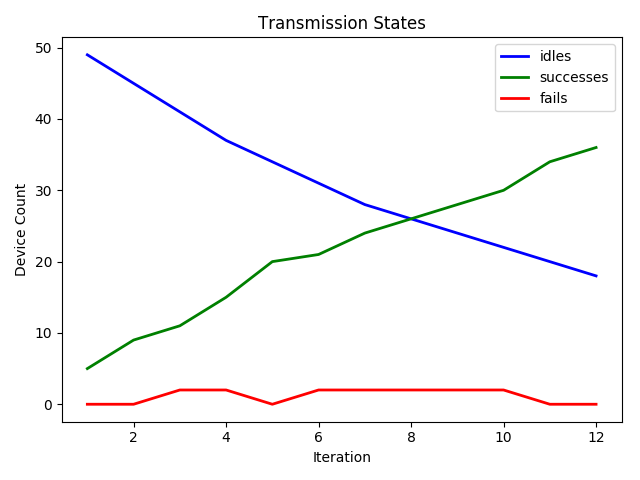 Transmission States
idles
successes
fails
Device Count
50
40
30
20
10
0
2 4 6 8 10 12
Iteration